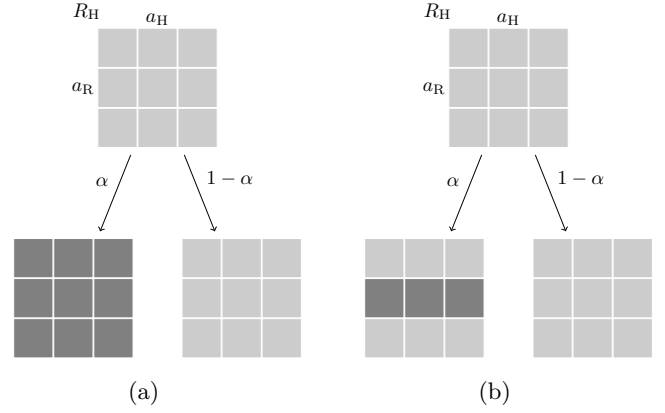 R_H a_H R_H a_H
a_R a_R
α 1 − α α 1 − α
(a) (b)